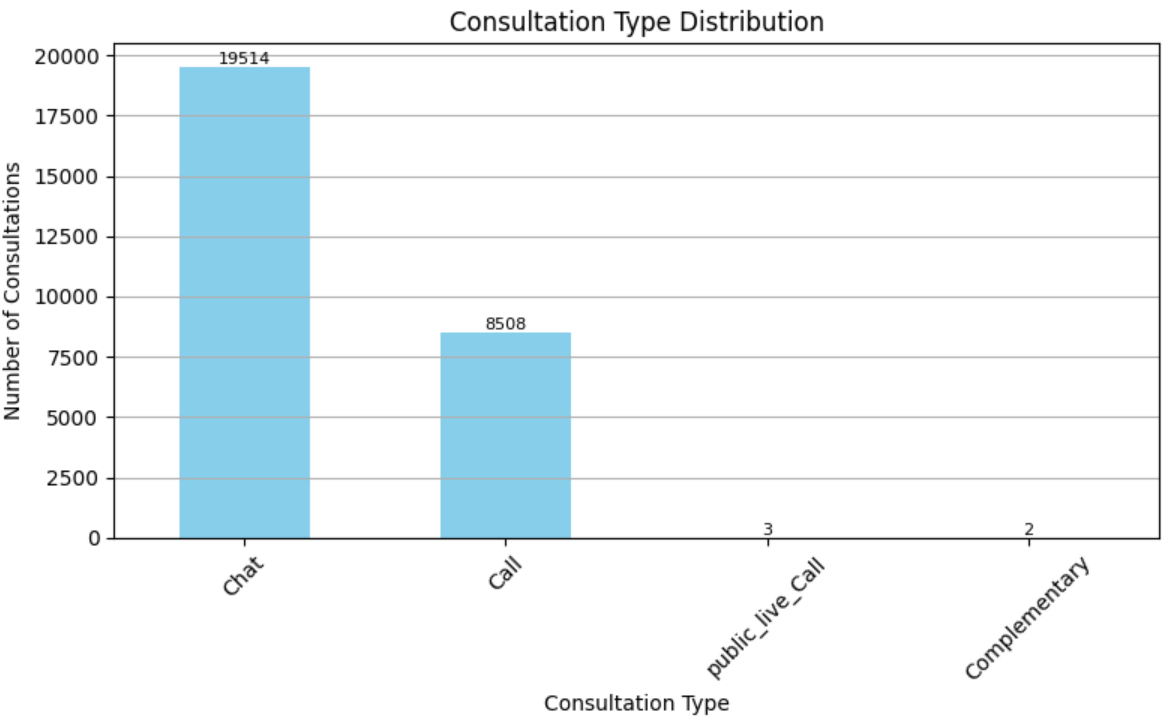 Consultation Type Distribution
Number of Consultations
20000
17500
15000
12500
10000
7500
5000
2500
0
19514
8508
3
2
Chat
Call
public_live_Call
Complementary
Consultation Type